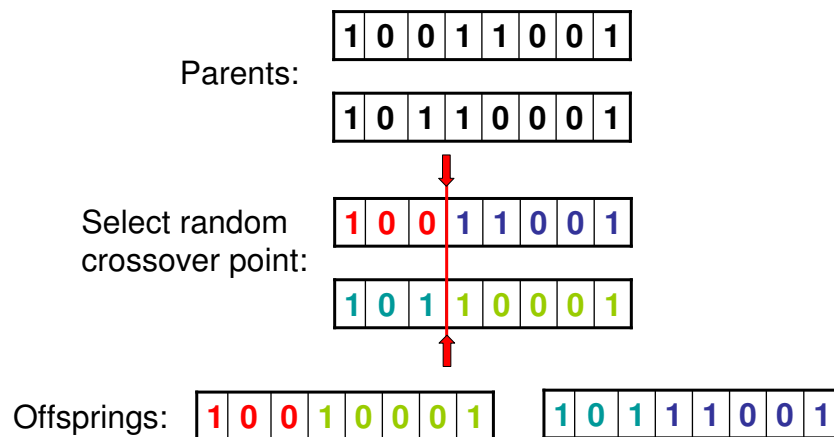 1 0 0 1 1 0 0 1
Parents:
1 0 1 1 0 0 0 1
Select random
1 0 0 1 1 0 0 1
crossover point:
1 0 1 1 0 0 0 1
Offsprings: 1 0 0 1 0 0 0 1 1 0 1 1 1 0 0 1